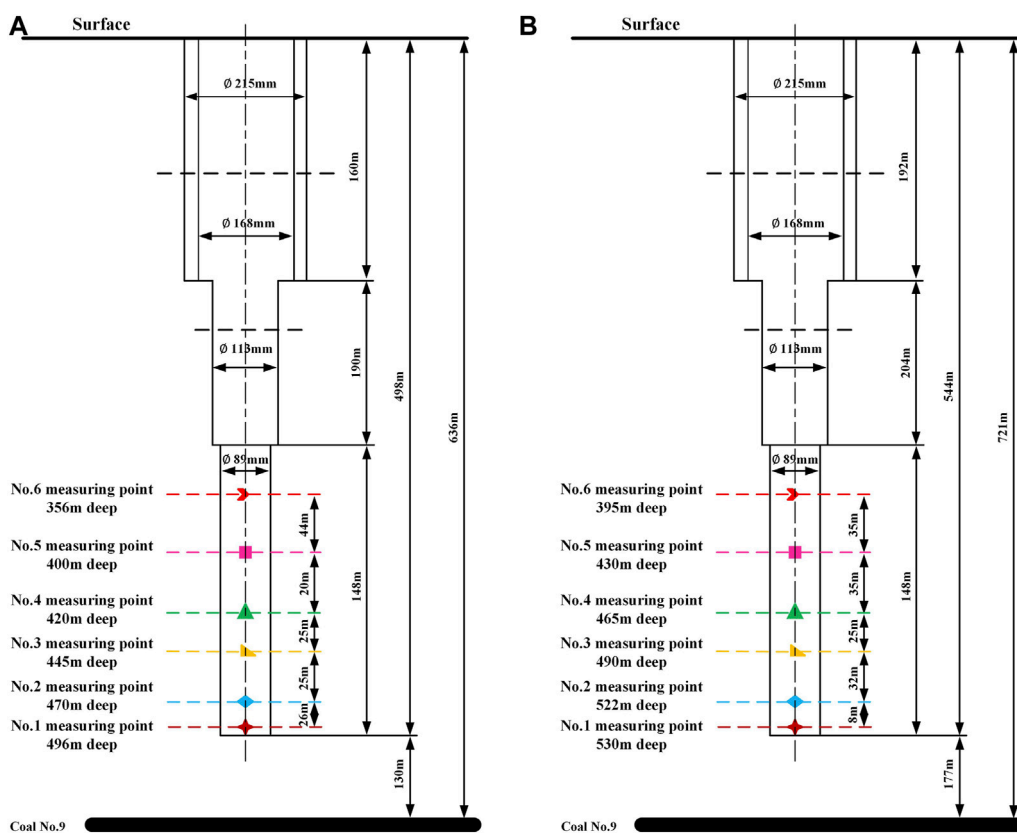 A
Surface
Ø 215mm
160m
Ø 168mm
190m
Ø 113mm
498m
636m
Ø 89mm
No.6 measuring point
356m deep
44m
No.5 measuring point
400m deep
20m
148m
No.4 measuring point
420m deep
25m
No.3 measuring point
445m deep
25m
No.2 measuring point
470m deep
26m
No.1 measuring point
496m deep
130m
Coal No.9
B
Surface
Ø 215mm
192m
Ø 168mm
204m
Ø 113mm
544m
721m
Ø 89mm
No.6 measuring point
395m deep
35m
No.5 measuring point
430m deep
35m
148m
No.4 measuring point
465m deep
25m
No.3 measuring point
490m deep
32m
No.2 measuring point
522m deep
8m
No.1 measuring point
530m deep
177m
Coal No.9